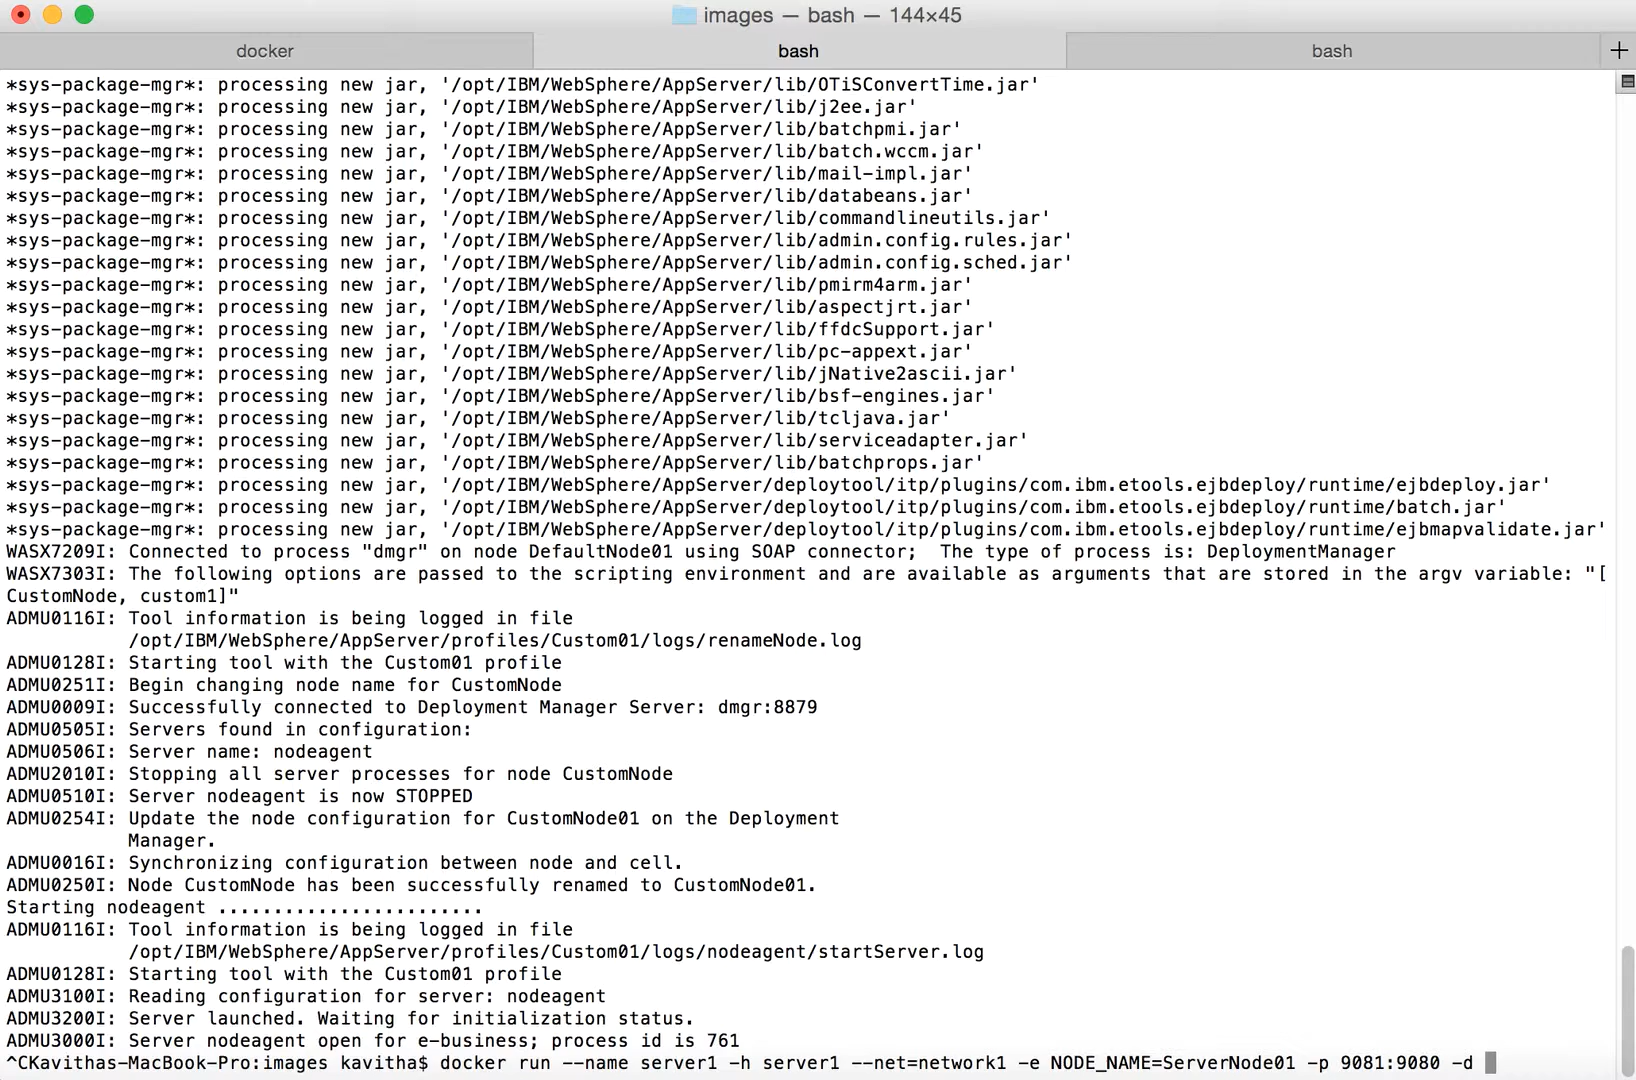 images — bash — 144×45
docker
bash
bash
+
*sys-package-mgr*: processing new jar, '/opt/IBM/WebSphere/AppServer/lib/OTiSConvertTime.jar'
*sys-package-mgr*: processing new jar, '/opt/IBM/WebSphere/AppServer/lib/j2ee.jar'
*sys-package-mgr*: processing new jar, '/opt/IBM/WebSphere/AppServer/lib/batchpmi.jar'
*sys-package-mgr*: processing new jar, '/opt/IBM/WebSphere/AppServer/lib/batch.wccm.jar'
*sys-package-mgr*: processing new jar, '/opt/IBM/WebSphere/AppServer/lib/mail-impl.jar'
*sys-package-mgr*: processing new jar, '/opt/IBM/WebSphere/AppServer/lib/databeans.jar'
*sys-package-mgr*: processing new jar, '/opt/IBM/WebSphere/AppServer/lib/commandlineutils.jar'
*sys-package-mgr*: processing new jar, '/opt/IBM/WebSphere/AppServer/lib/admin.config.rules.jar'
*sys-package-mgr*: processing new jar, '/opt/IBM/WebSphere/AppServer/lib/admin.config.sched.jar'
*sys-package-mgr*: processing new jar, '/opt/IBM/WebSphere/AppServer/lib/pmirm4arm.jar'
*sys-package-mgr*: processing new jar, '/opt/IBM/WebSphere/AppServer/lib/aspectjrt.jar'
*sys-package-mgr*: processing new jar, '/opt/IBM/WebSphere/AppServer/lib/ffdcSupport.jar'
*sys-package-mgr*: processing new jar, '/opt/IBM/WebSphere/AppServer/lib/pc-appext.jar'
*sys-package-mgr*: processing new jar, '/opt/IBM/WebSphere/AppServer/lib/jNative2ascii.jar'
*sys-package-mgr*: processing new jar, '/opt/IBM/WebSphere/AppServer/lib/bsf-engines.jar'
*sys-package-mgr*: processing new jar, '/opt/IBM/WebSphere/AppServer/lib/tcljava.jar'
*sys-package-mgr*: processing new jar, '/opt/IBM/WebSphere/AppServer/lib/serviceadapter.jar'
*sys-package-mgr*: processing new jar, '/opt/IBM/WebSphere/AppServer/lib/batchprops.jar'
*sys-package-mgr*: processing new jar, '/opt/IBM/WebSphere/AppServer/deploytool/itp/plugins/com.ibm.etools.ejbdeploy/runtime/ejbdeploy.jar'
*sys-package-mgr*: processing new jar, '/opt/IBM/WebSphere/AppServer/deploytool/itp/plugins/com.ibm.etools.ejbdeploy/runtime/batch.jar'
*sys-package-mgr*: processing new jar, '/opt/IBM/WebSphere/AppServer/deploytool/itp/plugins/com.ibm.etools.ejbdeploy/runtime/ejbmapvalidate.jar'
WASX7209I: Connected to process "dmgr" on node DefaultNode01 using SOAP connector;  The type of process is: DeploymentManager
WASX7303I: The following options are passed to the scripting environment and are available as arguments that are stored in the argv variable: "[
CustomNode, custom1]"
ADMU0116I: Tool information is being logged in file
           /opt/IBM/WebSphere/AppServer/profiles/Custom01/logs/renameNode.log
ADMU0128I: Starting tool with the Custom01 profile
ADMU0251I: Begin changing node name for CustomNode
ADMU0009I: Successfully connected to Deployment Manager Server: dmgr:8879
ADMU0505I: Servers found in configuration:
ADMU0506I: Server name: nodeagent
ADMU2010I: Stopping all server processes for node CustomNode
ADMU0510I: Server nodeagent is now STOPPED
ADMU0254I: Update the node configuration for CustomNode01 on the Deployment
           Manager.
ADMU0016I: Synchronizing configuration between node and cell.
ADMU0250I: Node CustomNode has been successfully renamed to CustomNode01.
Starting nodeagent ........................
ADMU0116I: Tool information is being logged in file
           /opt/IBM/WebSphere/AppServer/profiles/Custom01/logs/nodeagent/startServer.log
ADMU0128I: Starting tool with the Custom01 profile
ADMU3100I: Reading configuration for server: nodeagent
ADMU3200I: Server launched. Waiting for initialization status.
ADMU3000I: Server nodeagent open for e-business; process id is 761
^CKavithas-MacBook-Pro:images kavitha$ docker run --name server1 -h server1 --net=network1 -e NODE_NAME=ServerNode01 -p 9081:9080 -d